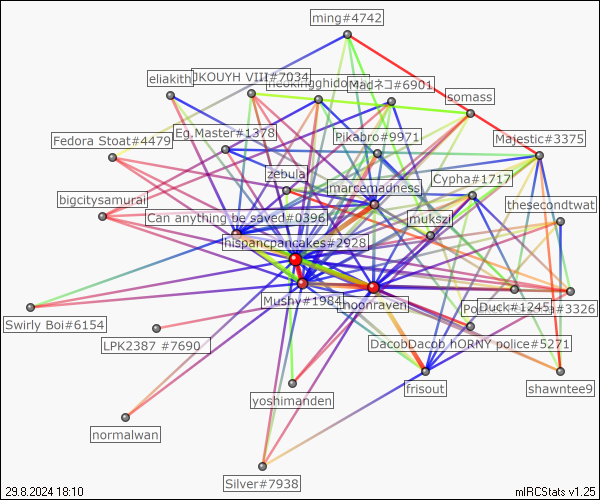 ming#4742
eliakith
JKOUYH VIII#7034
Madネコ#6901
somass
Eg.Master#1378
Pikabro#9971
Majestic#3375
Fedora Stoat#4479
zebula
marcemadness
Cypha#1717
bigcitysamurai
thesecondtwat
Can anything be saved#0396
mukszi
hispancpancakes#2928
Mushy#1984
noonraven
Duck#1245
#3326
Swirly Boi#6154
LPK2387 #7690
DacobDacob hORNY police#5271
frisout
shawntee9
yoshimanden
normalwan
Silver#7938
29.8.2024 18:10
mIRCStats v1.25